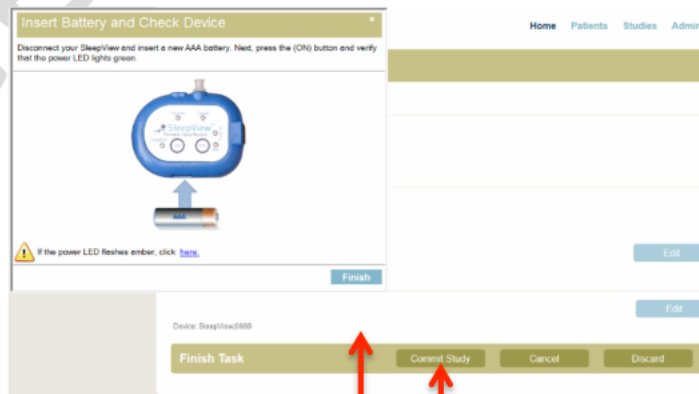 Insert Battery and Check Device
×
Home Patients Studies Admin
Disconnect your SleepView and insert a new AAA battery. Next, press the (ON) button and verify
that the power LED lights green.
SleepView
AAA
If the power LED flashes amber, click here.
Edit
Finish
Edit
Finish Task
Commit Study
Cancel
Discard